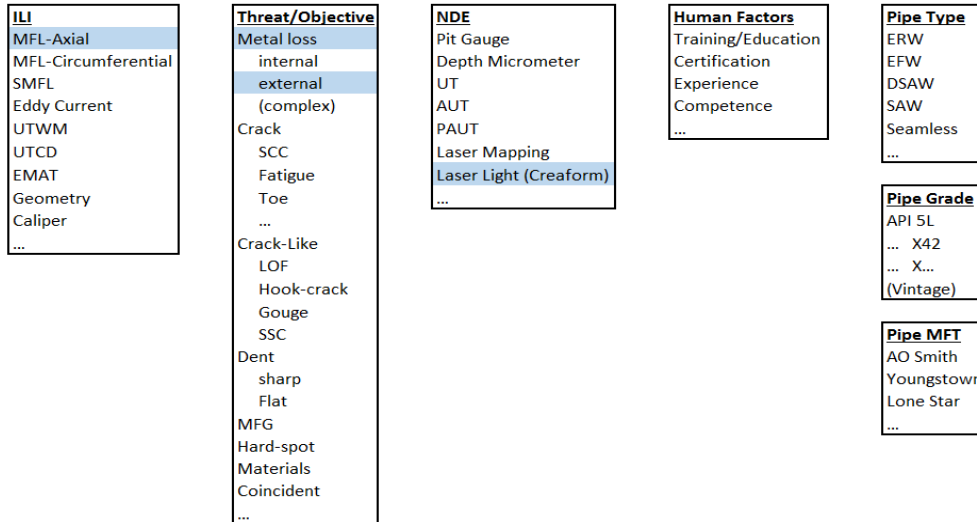 ILI
MFL-Axial
MFL-Circumferential
SMFL
Eddy Current
UTWM
UTCD
EMAT
Geometry
Caliper
...
Threat/Objective
Metal loss
internal
external
(complex)
Crack
SCC
Fatigue
Toe
...
Crack-Like
LOF
Hook-crack
Gouge
SSC
Dent
sharp
Flat
MFG
Hard-spot
Materials
Coincident
...
NDE
Pit Gauge
Depth Micrometer
UT
AUT
PAUT
Laser Mapping
Laser Light (Creaform)
...
Human Factors
Training/Education
Certification
Experience
Competence
...
Pipe Type
ERW
EFW
DSAW
SAW
Seamless
...
Pipe Grade
API 5L
... X42
... X...
(Vintage)
Pipe MFT
AO Smith
Youngstown
Lone Star
...